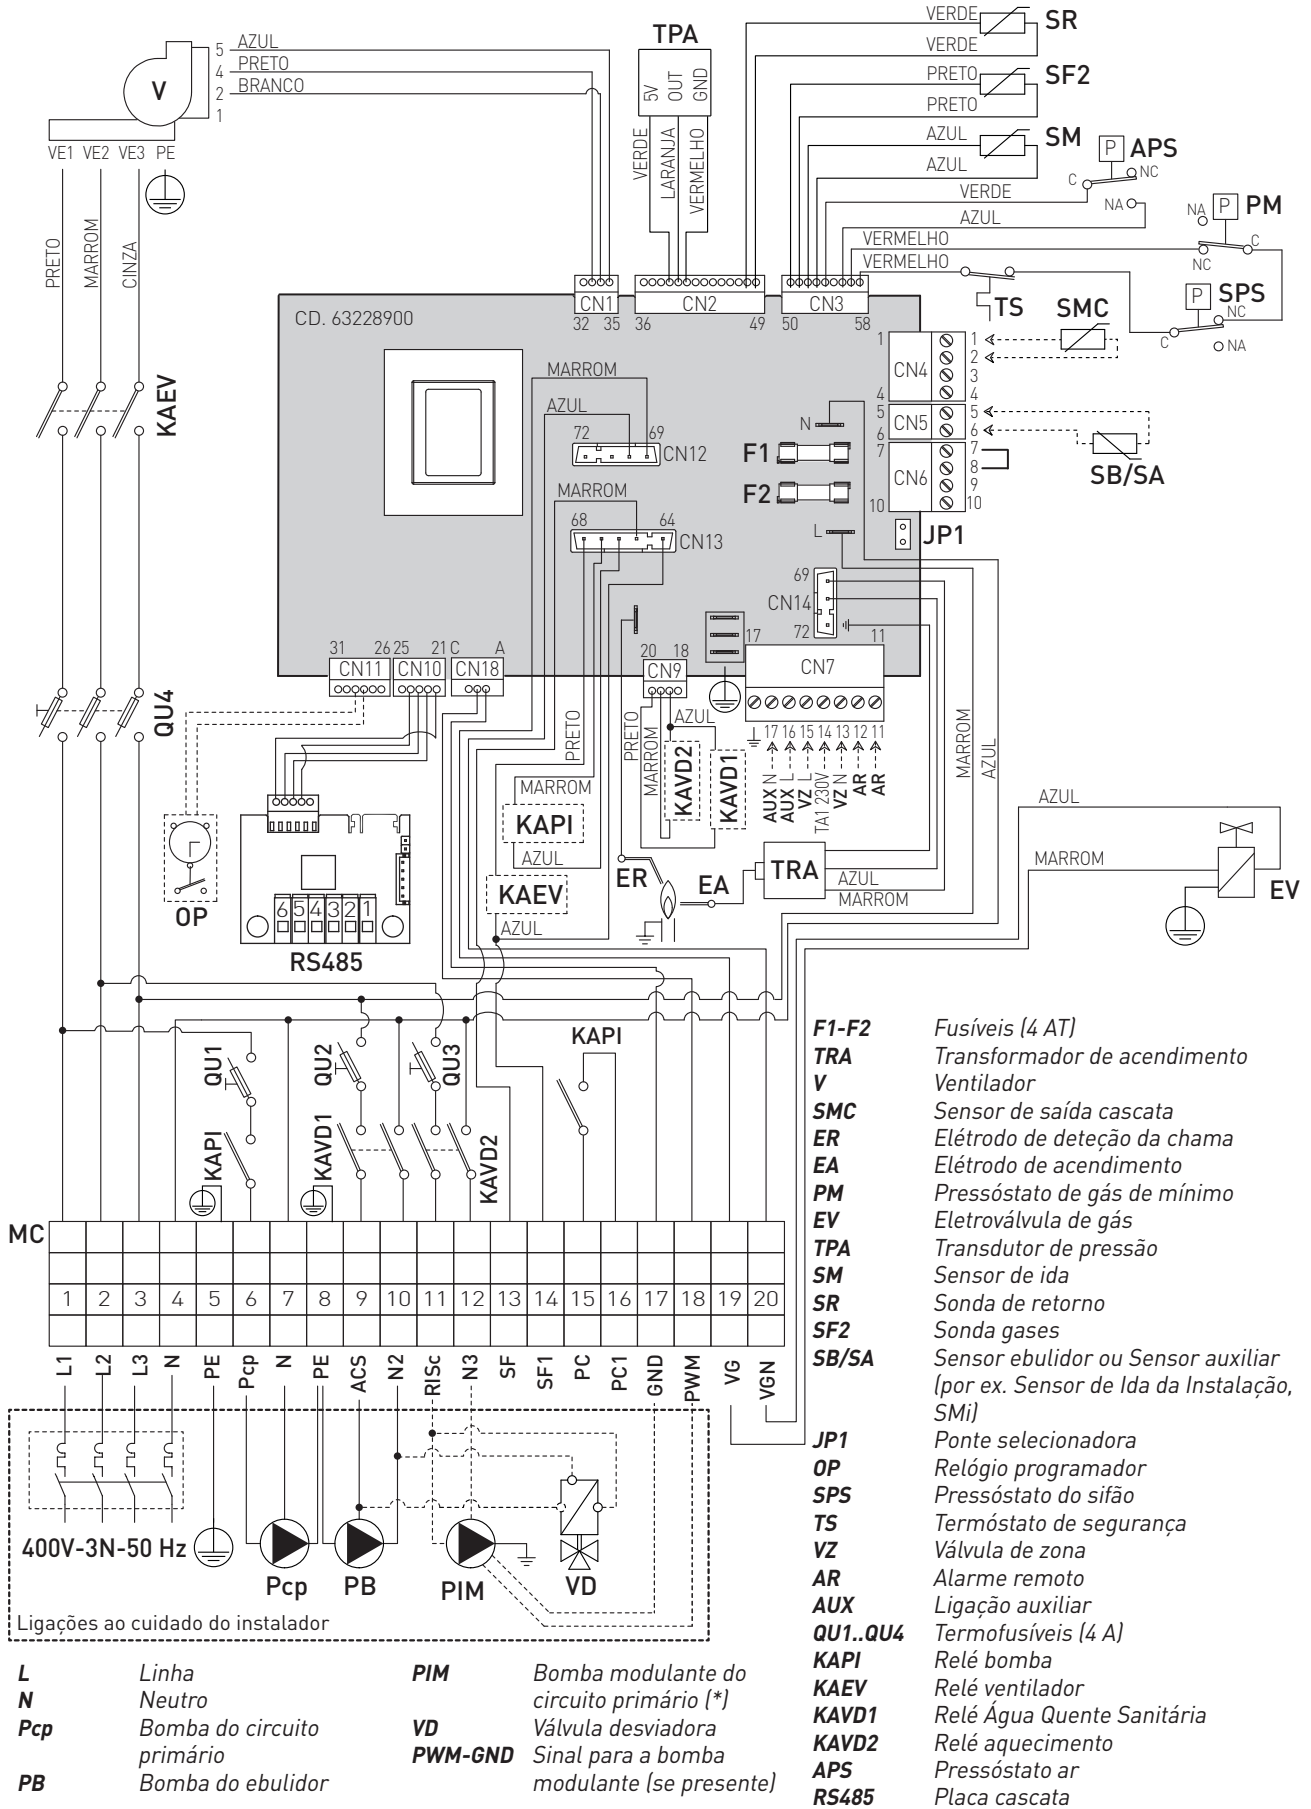 VERDE
SR
VERDE
TPA
5V
OUT
GND
VERDE
LARANJA
VERMELHO
PRETO
SF2
PRETO
AZUL
SM
AZUL
5
AZUL
4
PRETO
2
BRANCO
1
V
VE1
VE2
VE3
PE
P
APS
C
NC
NA
VERDE
AZUL
NA
P
PM
C
NC
VERMELHO
VERMELHO
TS
P
SPS
NC
C
NA
SMC
PRETO
MARROM
CINZA
CD. 63228900
CN1
32
35
CN2
36
49
CN3
50
58
1
CN4
4
1
2
3
4
5
CN5
6
5
6
7
CN6
10
7
8
9
10
SB/SA
KAEV
MARROM
AZUL
72
69
CN12
N
F1
F2
MARROM
68
64
CN13
L
JP1
69
CN14
72
31
26
25
21
C
A
CN11
CN10
CN18
20
18
CN9
17
11
CN7
QU4
PRETO
MARROM
KAPI
AZUL
KAEV
AZUL
PRETO
MARROM
AZUL
KAVD2
KAVD1
17
16
15
14
13
12
11
AUX N
AUX L
VZ L
TA1 230V
VZ N
AR
AR
MARROM
AZUL
AZUL
MARROM
EV
OP
6
5
4
3
2
1
RS485
ER
EA
TRA
AZUL
MARROM
QU1
QU2
QU3
KAPI
KAPI
KAVD1
KAVD2
MC
1
2
3
4
5
6
7
8
9
10
11
12
13
14
15
16
17
18
19
20
L1
L2
L3
N
PE
Pcp
N
PE
ACS
N2
RISc
N3
SF
SF1
PC
PC1
GND
PWM
VG
VGN
400V-3N-50 Hz
Pcp
PB
PIM
VD
Ligações ao cuidado do instalador
L Linha
N Neutro
Pcp Bomba do circuito
primário
PB Bomba do ebulidor
PIM Bomba modulante do
circuito primário (*)
VD Válvula desviadora
PWM-GND Sinal para a bomba
modulante (se presente)
F1-F2 Fusíveis (4 AT)
TRA Transformador de acendimento
V Ventilador
SMC Sensor de saída cascata
ER Elétrodo de deteção da chama
EA Elétrodo de acendimento
PM Pressóstato de gás de mínimo
EV Eletroválvula de gás
TPA Transdutor de pressão
SM Sensor de ida
SR Sonda de retorno
SF2 Sonda gases
SB/SA Sensor ebulidor ou Sensor auxiliar
(por ex. Sensor de Ida da Instalação,
SMi)
JP1 Ponte selecionadora
OP Relógio programador
SPS Pressóstato do sifão
TS Termóstato de segurança
VZ Válvula de zona
AR Alarme remoto
AUX Ligação auxiliar
QU1..QU4 Termofusíveis (4 A)
KAPI Relé bomba
KAEV Relé ventilador
KAVD1 Relé Água Quente Sanitária
KAVD2 Relé aquecimento
APS Pressóstato ar
RS485 Placa cascata